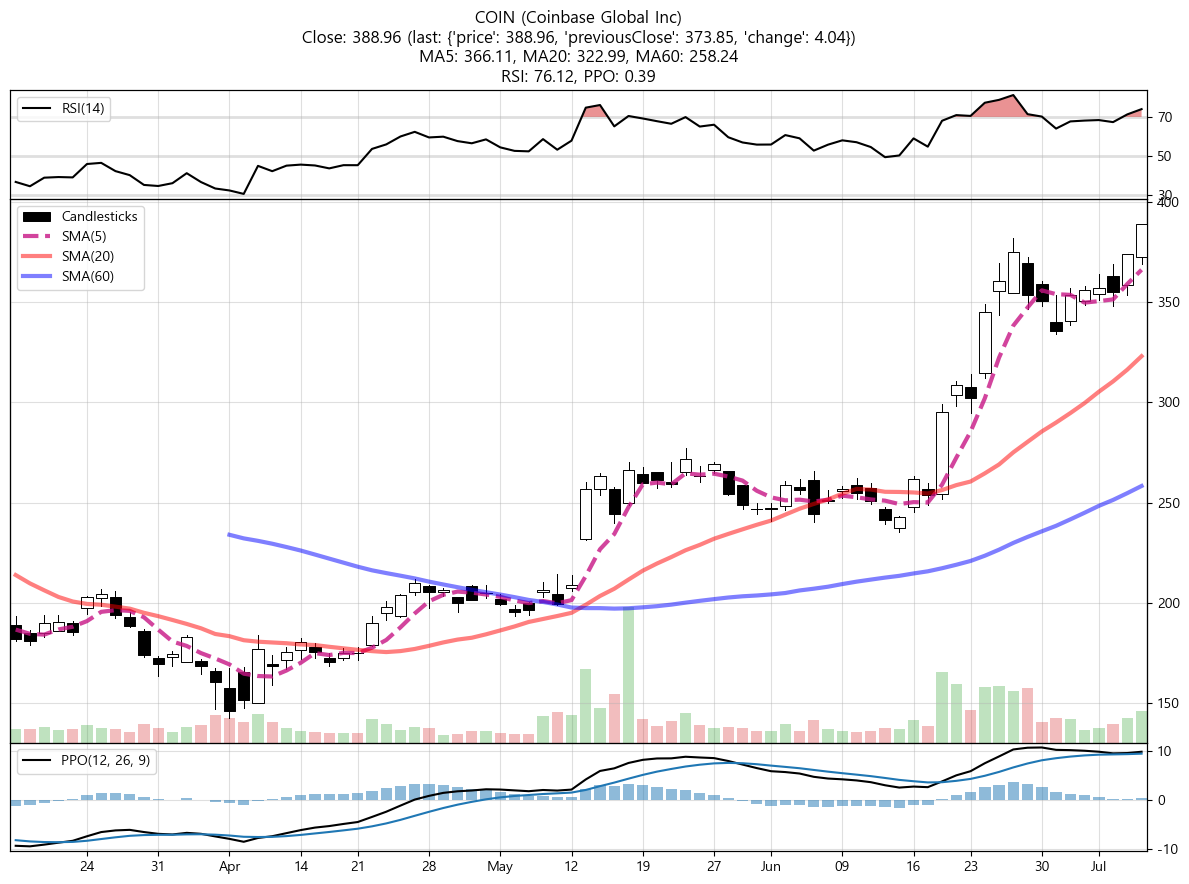 COIN (Coinbase Global Inc)
Close: 388.96 (last: {'price': 388.96, 'previousClose': 373.85, 'change': 4.04})
MA5: 366.11, MA20: 322.99, MA60: 258.24
RSI: 76.12, PPO: 0.39
RSI(14)
70
50
30
400
Candlesticks
SMA(5)
SMA(20)
SMA(60)
350
300
250
200
150
PPO(12, 26, 9)
10
0
-10
24 31 Apr 14 21 28 May 12 19 27 Jun 09 16 23 30 Jul